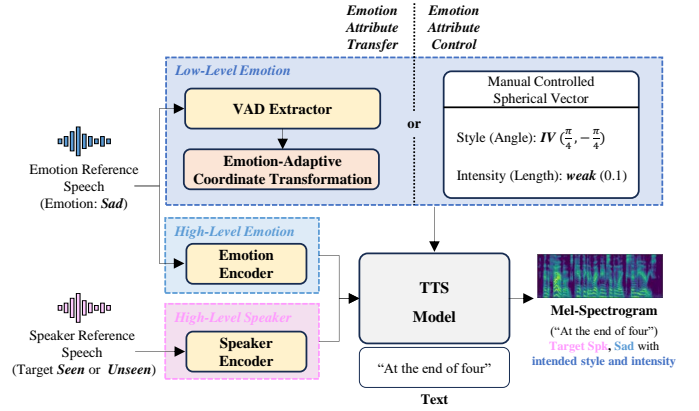 Emotion
Attribute
Transfer
Emotion
Attribute
Control
Low-Level Emotion
VAD Extractor
Emotion-Adaptive
Coordinate Transformation
or
Manual Controlled
Spherical Vector
Style (Angle): IV (π/4, −π/4)
Intensity (Length): weak (0.1)
Emotion Reference
Speech
(Emotion: Sad)
High-Level Emotion
Emotion
Encoder
High-Level Speaker
Speaker
Encoder
Speaker Reference
Speech
(Target Seen or Unseen)
TTS
Model
“At the end of four”
Text
Mel-Spectrogram
(“At the end of four”)
Target Spk, Sad with
intended style and intensity